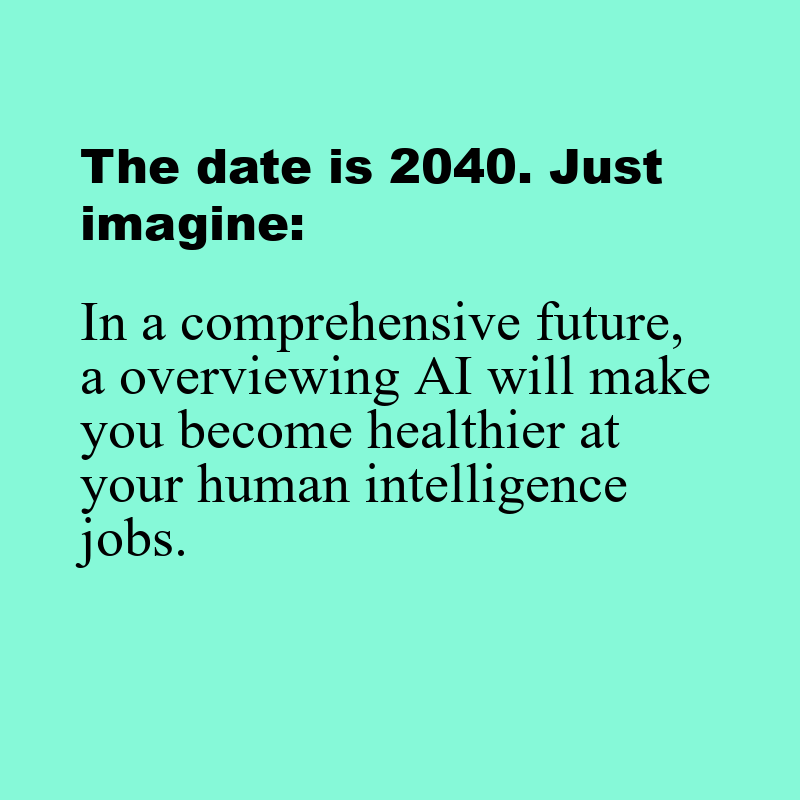 The date is 2040. Just
imagine:
In a comprehensive future,
a overviewing AI will make
you become healthier at
your human intelligence
jobs.